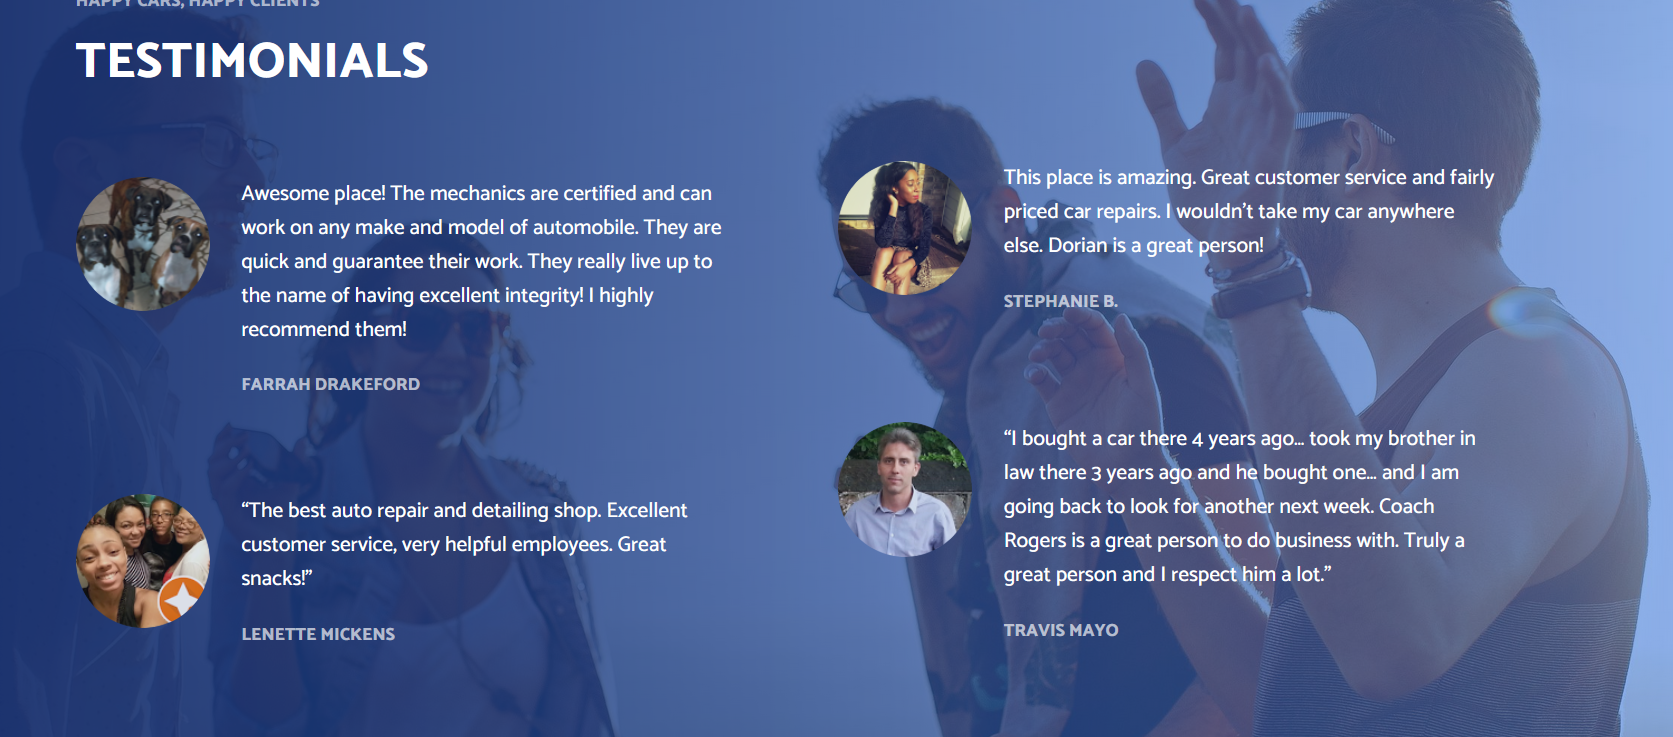 HAPPY CARS, HAPPY CLIENTS
TESTIMONIALS
Awesome place! The mechanics are certified and can
work on any make and model of automobile. They are
quick and guarantee their work. They really live up to
the name of having excellent integrity! I highly
recommend them!
FARRAH DRAKEFORD
“The best auto repair and detailing shop. Excellent
customer service, very helpful employees. Great
snacks!”
LENETTE MICKENS
This place is amazing. Great customer service and fairly
priced car repairs. I wouldn’t take my car anywhere
else. Dorian is a great person!
STEPHANIE B.
“I bought a car there 4 years ago… took my brother in
law there 3 years ago and he bought one… and I am
going back to look for another next week. Coach
Rogers is a great person to do business with. Truly a
great person and I respect him a lot.”
TRAVIS MAYO